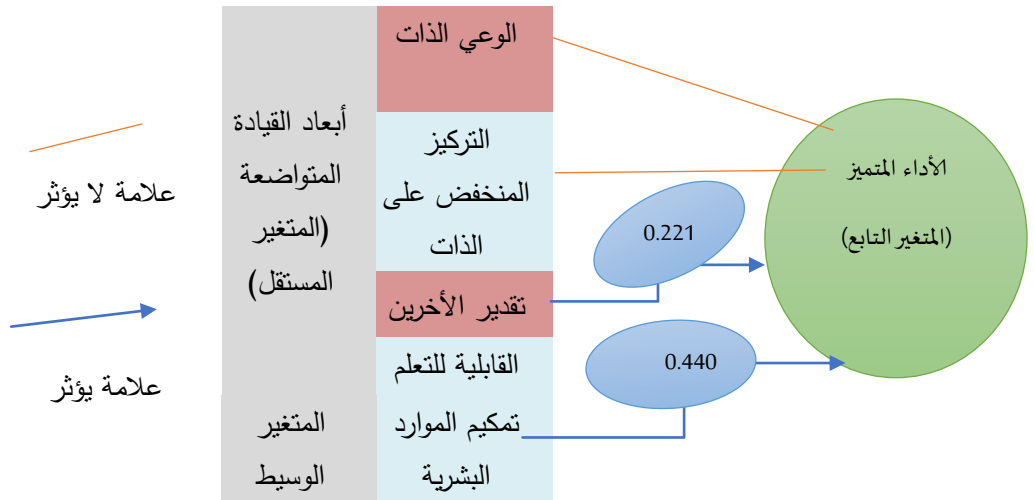 الوعي الذات
أبعاد القيادة
المتواضعة
(المتغير
المستقل)
التركيز
المنخفض على
الذات
تقدير الأخرين
القابلية للتعلم
المتغير
الوسيط
تمكيم الموارد
البشرية
0.221
0.440
الأداء المتميز
(المتغير التابع)
علامة لا يؤثر
علامة يؤثر